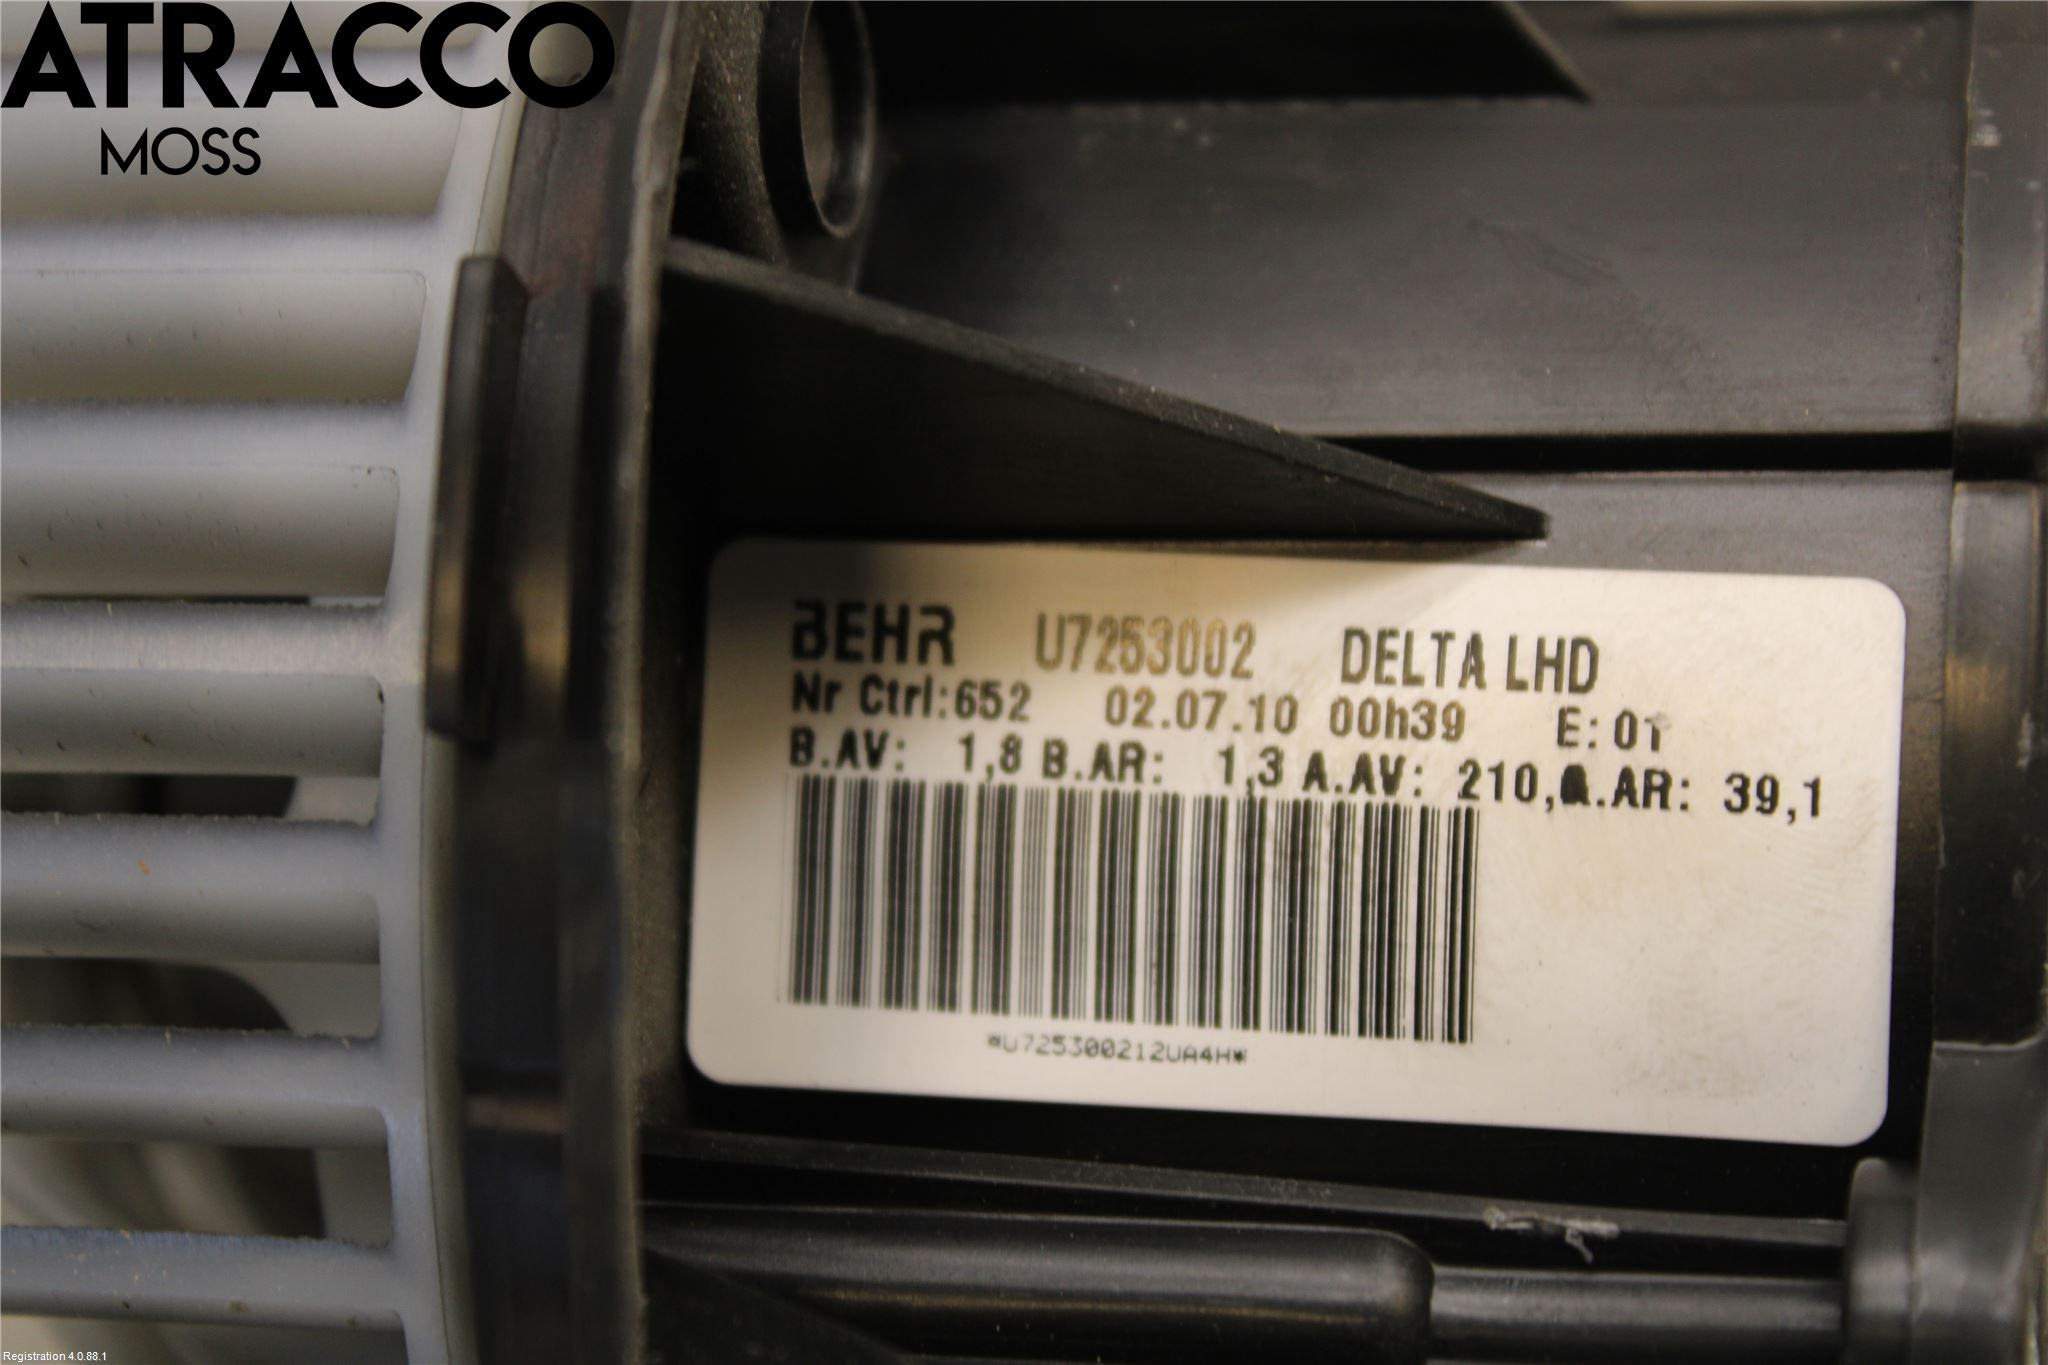 ATRACCO
MOSS
BEHR U7253002 DELTA LHD
Nr Ctrl:652 02.07.10 00h39 E: 01
B.AV: 1,8 B.AR: 1,3 A.AV: 210, A.AR: 39,1
*U725300212UA4H*
Registration 4.0.88.1